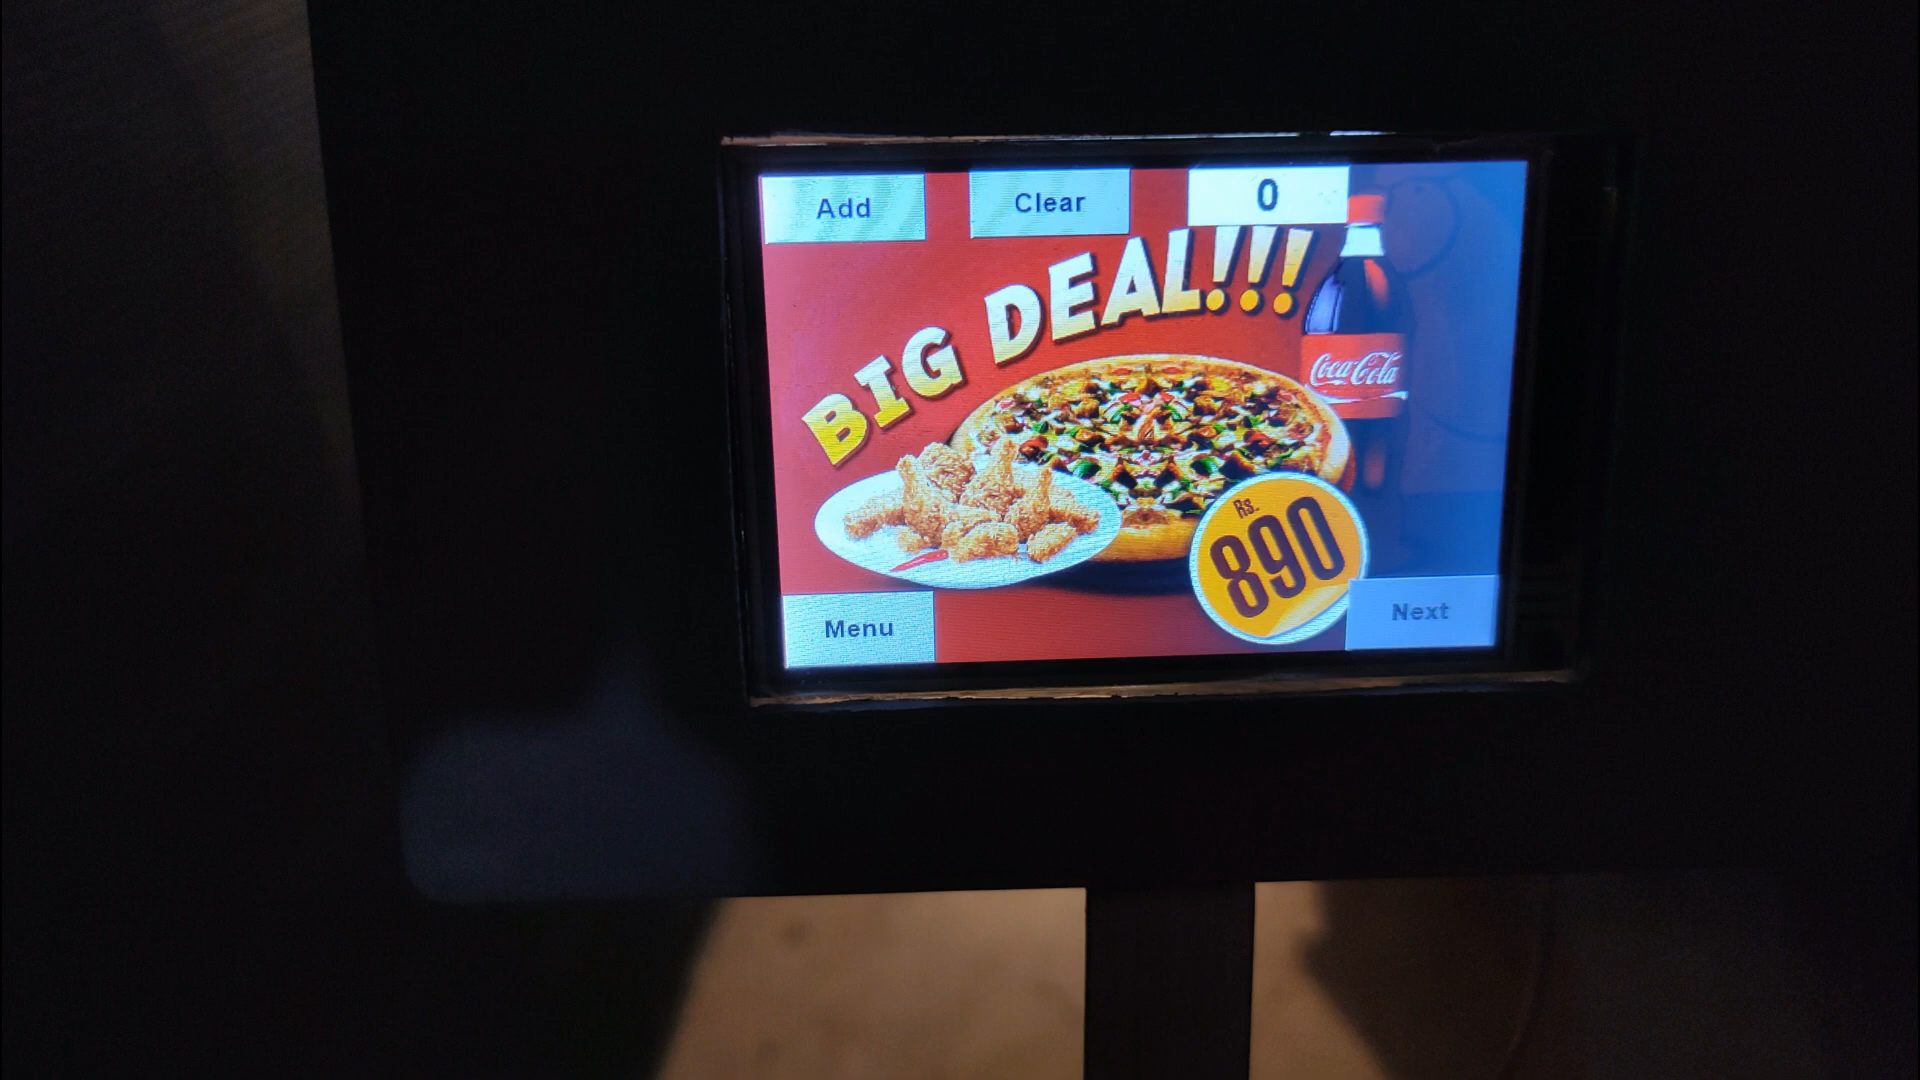 Add
Clear
0
BIG DEAL!!!
Coca-Cola
Rs.
890
Menu
Next